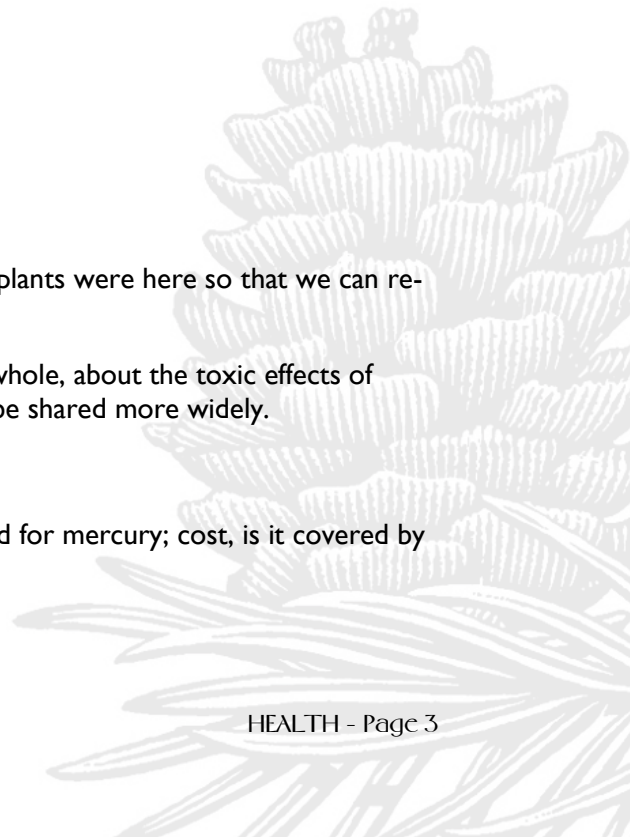 plants were here so that we can re-
whole, about the toxic effects of
be shared more widely.
d for mercury; cost, is it covered by
HEALTH - Page 3